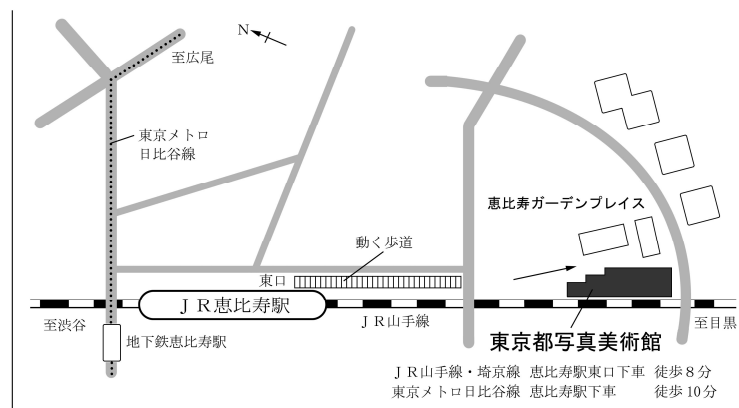 N
至広尾
東京メトロ
日比谷線
恵比寿ガーデンプレイス
動く歩道
東口
ＪＲ恵比寿駅
至渋谷
ＪＲ山手線
至目黒
地下鉄恵比寿駅
東京都写真美術館
ＪＲ山手線・埼京線 恵比寿駅東口下車 徒歩８分
東京メトロ日比谷線 恵比寿駅下車 徒歩10分